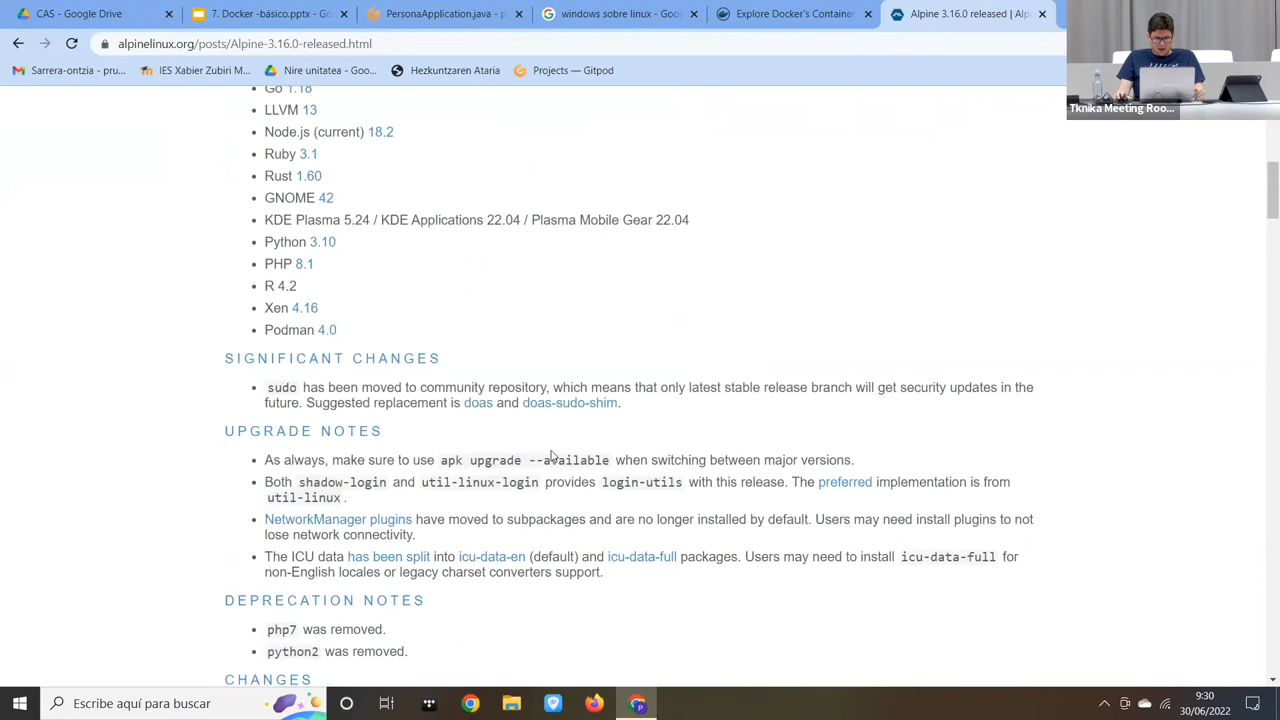 CAS - Docker - Google Drive
7. Docker - Google Drive
PersonaApplication.java - p
windows sobre linux - Googl
Explore Docker's Container
Alpine 3.16.0 released | Alp
alpinelinux.org/posts/Alpine-3.16.0-released.html
Sarrera-ontzia - pru...
IES Xabier Zubiri M...
Nire unitatea - Goo...
Hezkuntza Ataria
Projects — Gitpod
Tknika Meeting Roo...
Go 1.18
LLVM 13
Node.js (current) 18.2
Ruby 3.1
Rust 1.60
GNOME 42
KDE Plasma 5.24 / KDE Applications 22.04 / Plasma Mobile Gear 22.04
Python 3.10
PHP 8.1
R 4.2
Xen 4.16
Podman 4.0
SIGNIFICANT CHANGES
sudo has been moved to community repository, which means that only latest stable release branch will get security updates in the
future. Suggested replacement is doas and doas-sudo-shim.
UPGRADE NOTES
As always, make sure to use apk upgrade --available when switching between major versions.
Both shadow-login and util-linux-login provides login-utils with this release. The preferred implementation is from
util-linux.
NetworkManager plugins have moved to subpackages and are no longer installed by default. Users may need install plugins to not
lose network connectivity.
The ICU data has been split into icu-data-en (default) and icu-data-full packages. Users may need to install icu-data-full for
non-English locales or legacy charset converters support.
DEPRECATION NOTES
php7 was removed.
python2 was removed.
CHANGES
Escribe aquí para buscar
9:30
30/06/2022